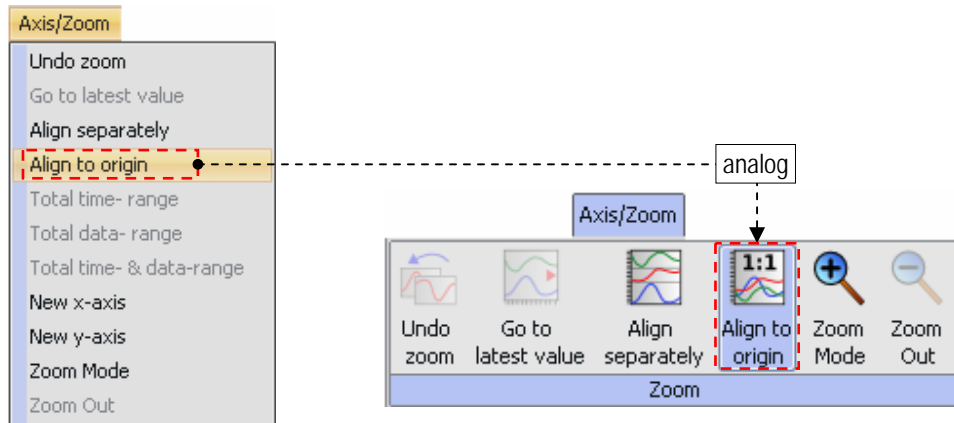 Axis/Zoom
Undo zoom
Go to latest value
Align separately
Align to origin
Total time- range
Total data- range
Total time- & data-range
New x-axis
New y-axis
Zoom Mode
Zoom Out
analog
Axis/Zoom
1:1
Undo
zoom
Go to
latest value
Align
separately
Align to
origin
Zoom
Mode
Zoom
Out
Zoom